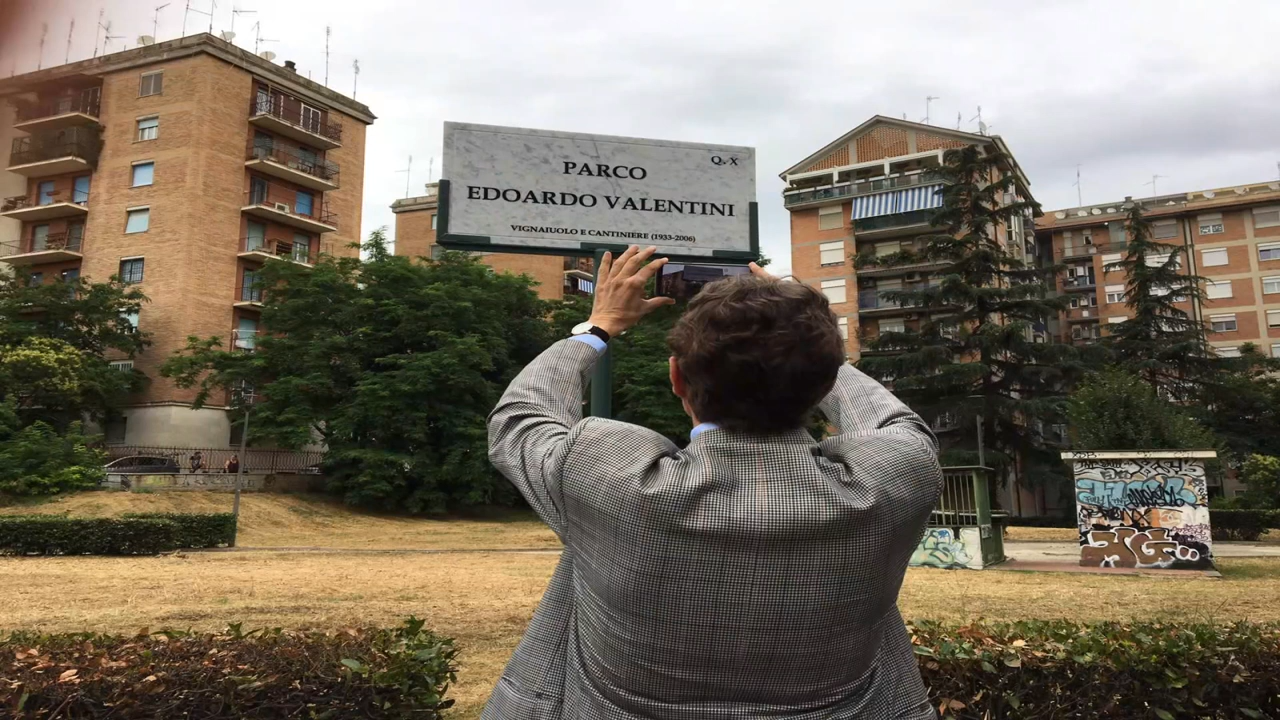 Q. X
PARCO
EDOARDO VALENTINI
VIGNAIUOLO E CANTINIERE (1933-2006)